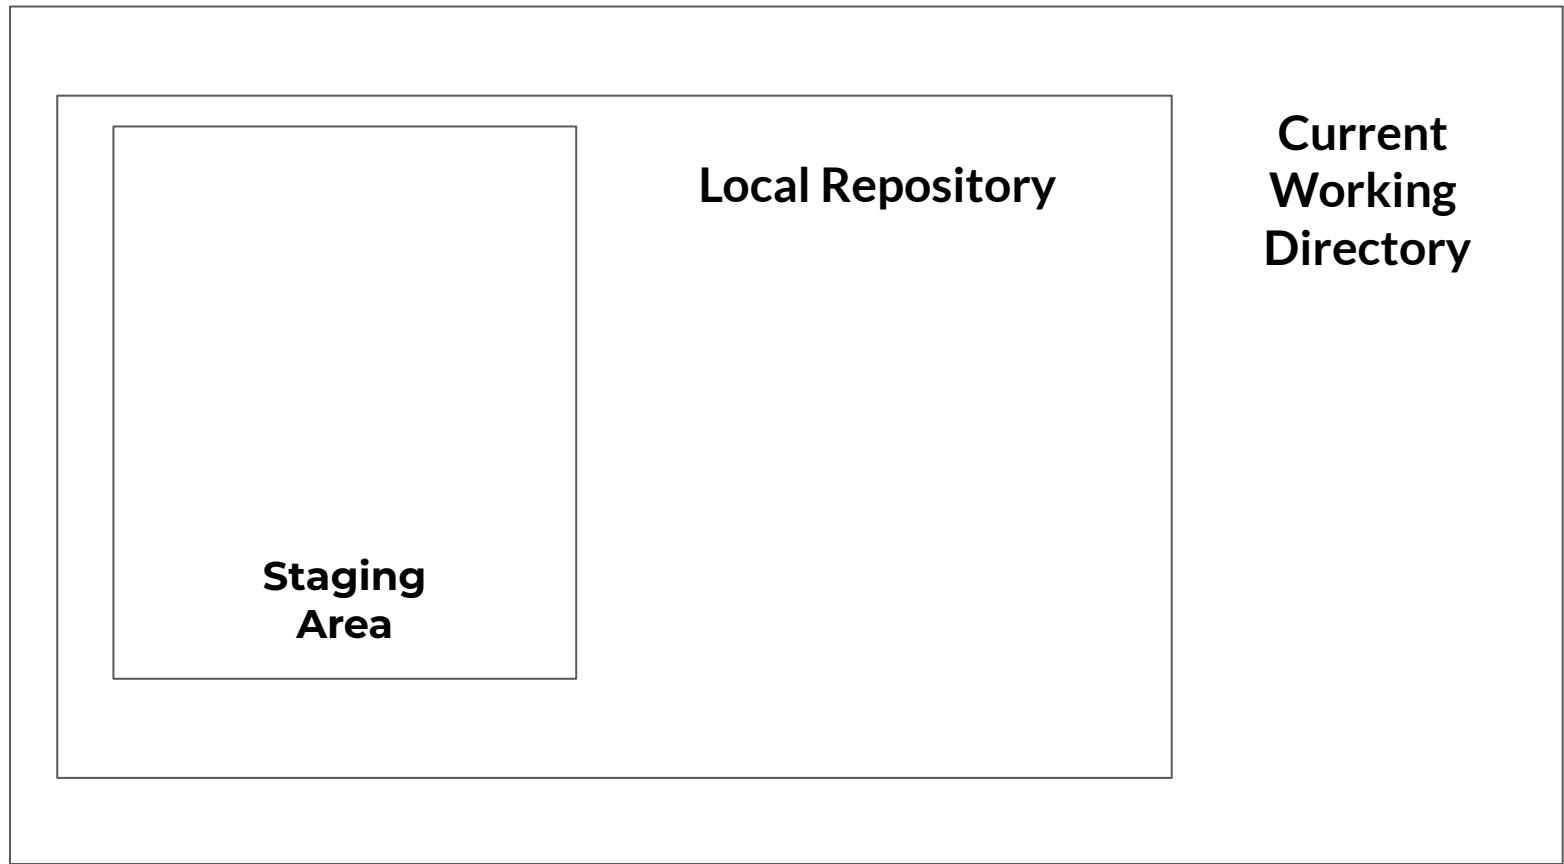 Current
Working
Directory
Local Repository
Staging
Area